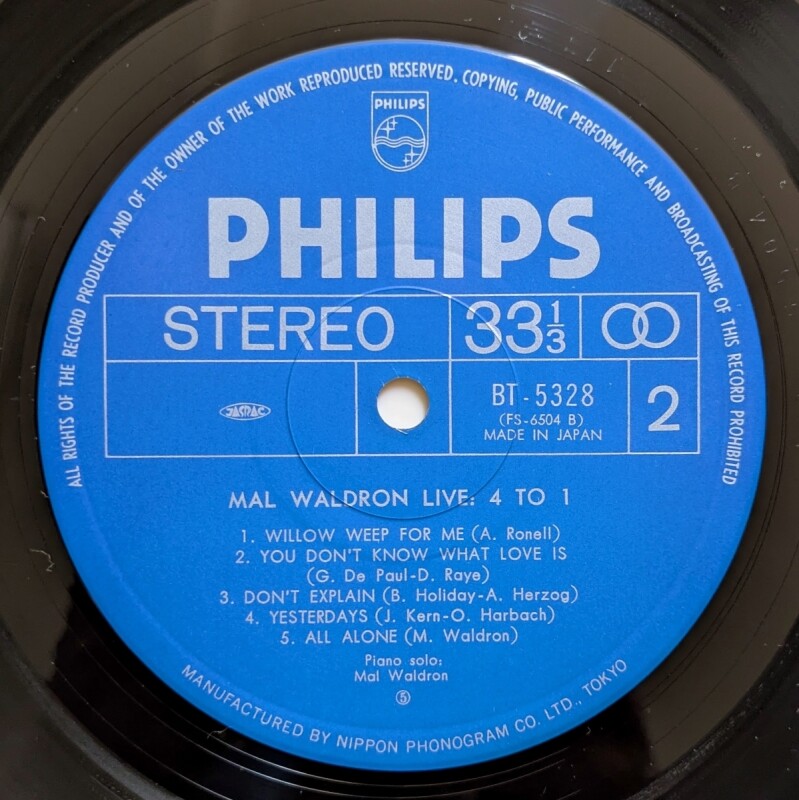 ALL RIGHTS OF THE RECORD PRODUCER AND OF THE OWNER OF THE WORK REPRODUCED RESERVED. COPYING, PUBLIC PERFORMANCE AND BROADCASTING OF THIS RECORD PROHIBITED
PHILIPS
PHILIPS
STEREO 33 1/3
JASRAC
BT-5328
(FS-6504 B)
MADE IN JAPAN
2
MAL WALDRON LIVE: 4 TO 1
1. WILLOW WEEP FOR ME (A. Ronell)
2. YOU DON'T KNOW WHAT LOVE IS
(G. De Paul-D. Raye)
3. DON'T EXPLAIN (B. Holiday-A. Herzog)
4. YESTERDAYS (J. Kern-O. Harbach)
5. ALL ALONE (M. Waldron)
Piano solo:
Mal Waldron
⑤
MANUFACTURED BY NIPPON PHONOGRAM CO. LTD., TOKYO